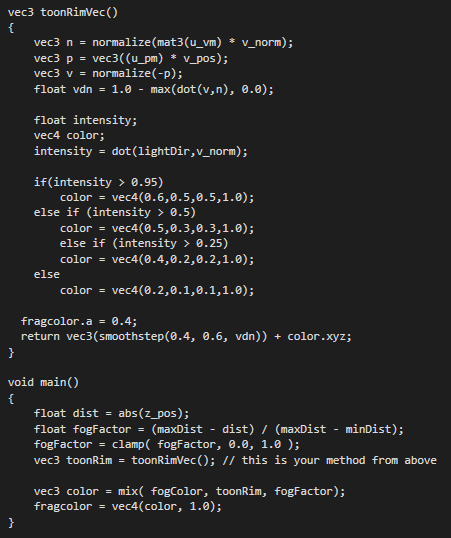 vec3 toonRimVec()
{
    vec3 n = normalize(mat3(u_vm) * v_norm);
    vec3 p = vec3((u_pm) * v_pos);
    vec3 v = normalize(-p);
    float vdn = 1.0 - max(dot(v,n), 0.0);

    float intensity;
    vec4 color;
    intensity = dot(lightDir,v_norm);

    if(intensity > 0.95)
        color = vec4(0.6,0.5,0.5,1.0);
    else if (intensity > 0.5)
        color = vec4(0.5,0.3,0.3,1.0);
        else if (intensity > 0.25)
        color = vec4(0.4,0.2,0.2,1.0);
    else
        color = vec4(0.2,0.1,0.1,1.0);

  fragcolor.a = 0.4;
  return vec3(smoothstep(0.4, 0.6, vdn)) + color.xyz;
}

void main()
{
    float dist = abs(z_pos);
    float fogFactor = (maxDist - dist) / (maxDist - minDist);
    fogFactor = clamp( fogFactor, 0.0, 1.0 );
    vec3 toonRim = toonRimVec(); // this is your method from above

    vec3 color = mix( fogColor, toonRim, fogFactor);
    fragcolor = vec4(color, 1.0);
}